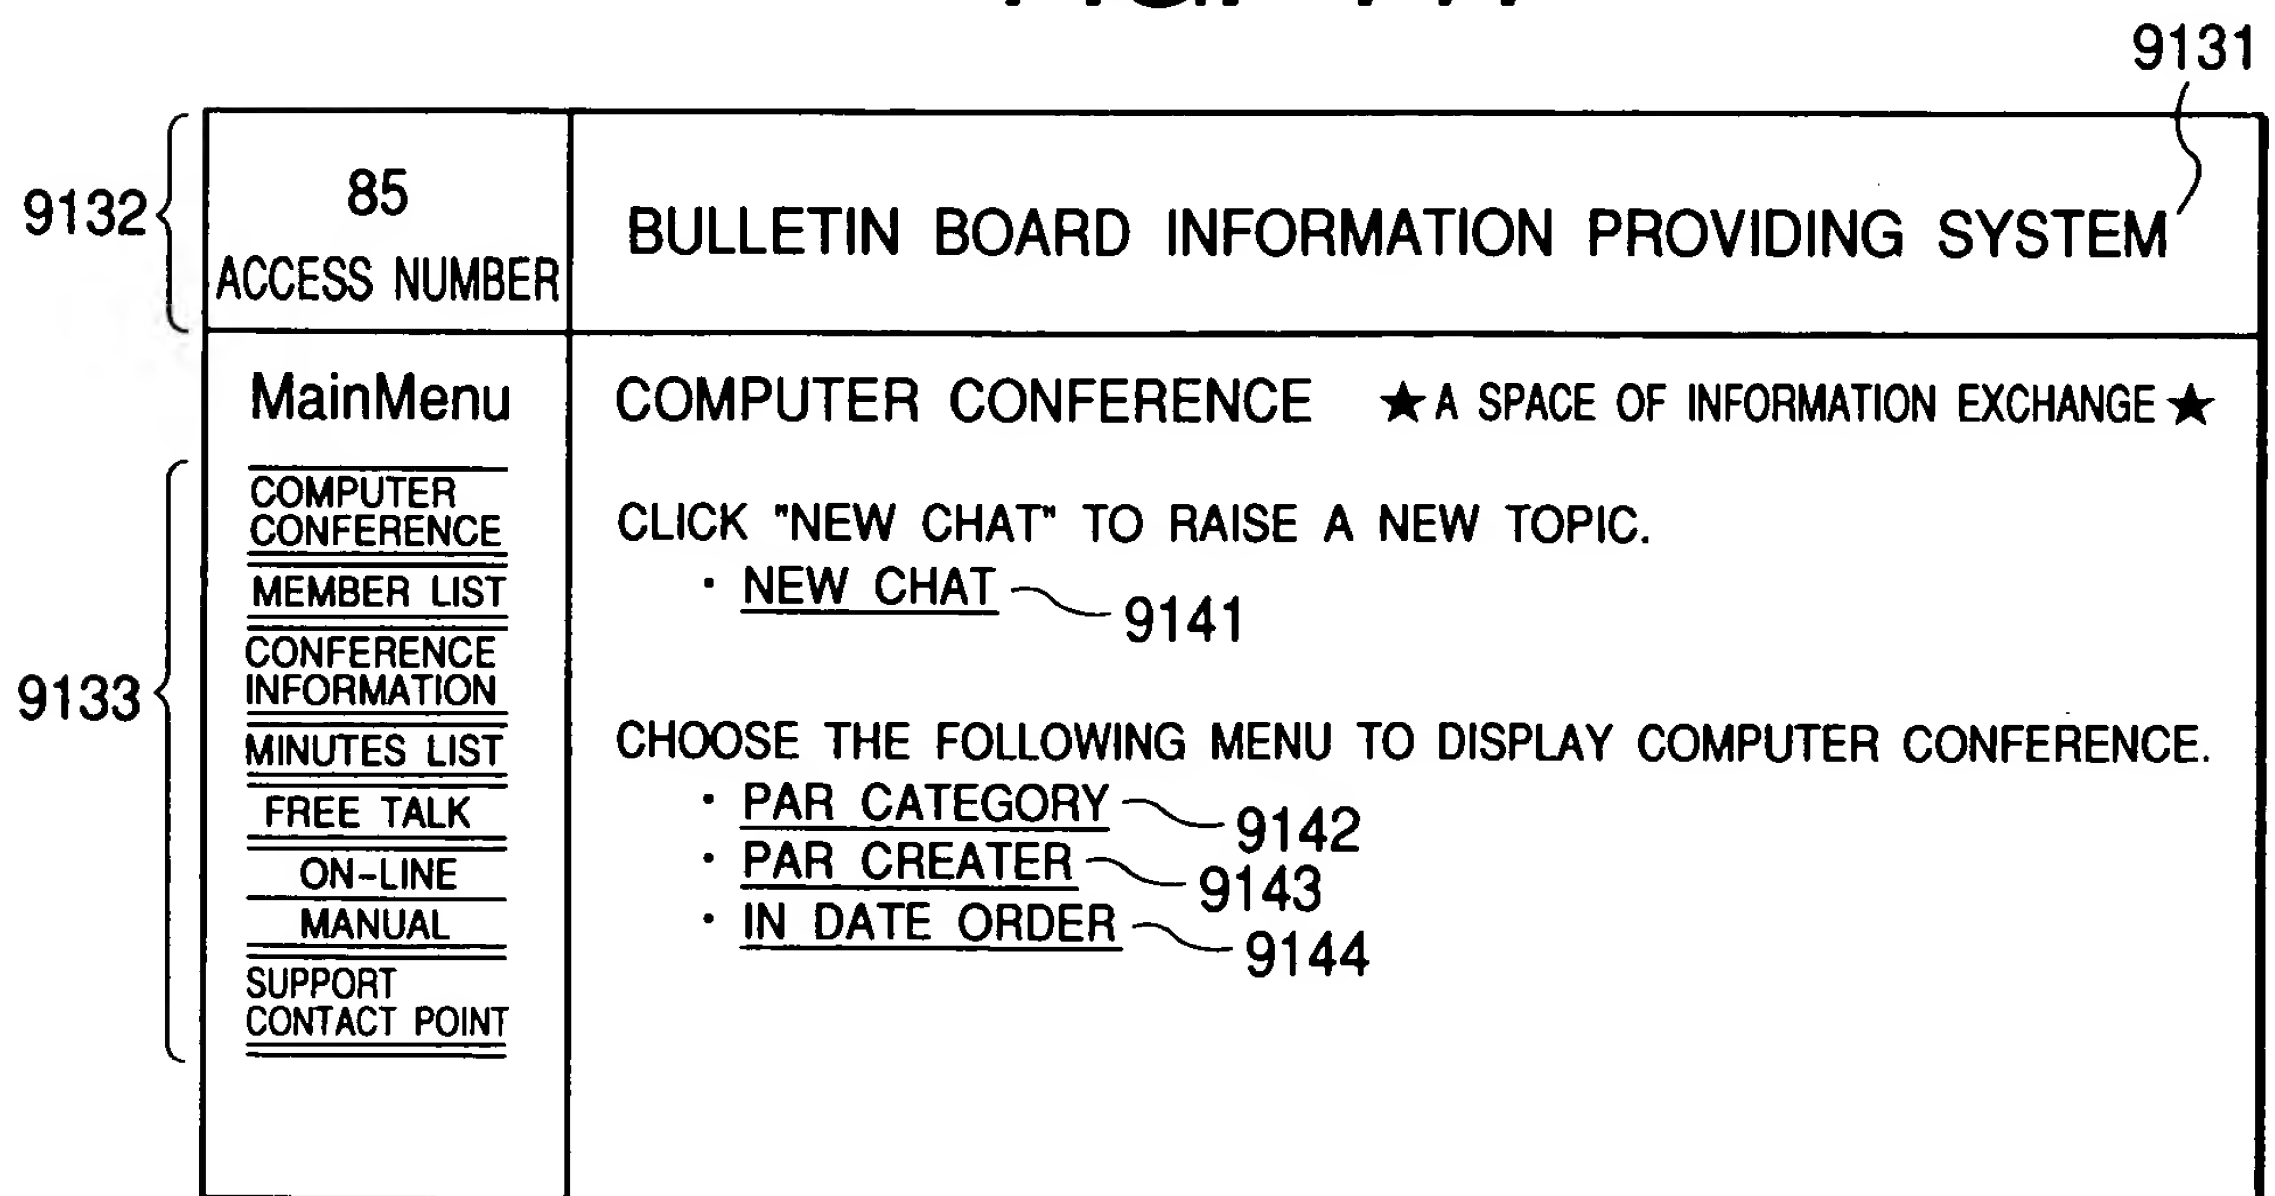 9131
9132
85
ACCESS NUMBER
BULLETIN BOARD INFORMATION PROVIDING SYSTEM
MainMenu
COMPUTER CONFERENCE ★ A SPACE OF INFORMATION EXCHANGE ★
9133
COMPUTER
CONFERENCE
MEMBER LIST
CONFERENCE
INFORMATION
MINUTES LIST
FREE TALK
ON-LINE
MANUAL
SUPPORT
CONTACT POINT
CLICK "NEW CHAT" TO RAISE A NEW TOPIC.
· NEW CHAT 9141
CHOOSE THE FOLLOWING MENU TO DISPLAY COMPUTER CONFERENCE.
· PAR CATEGORY 9142
· PAR CREATER 9143
· IN DATE ORDER 9144